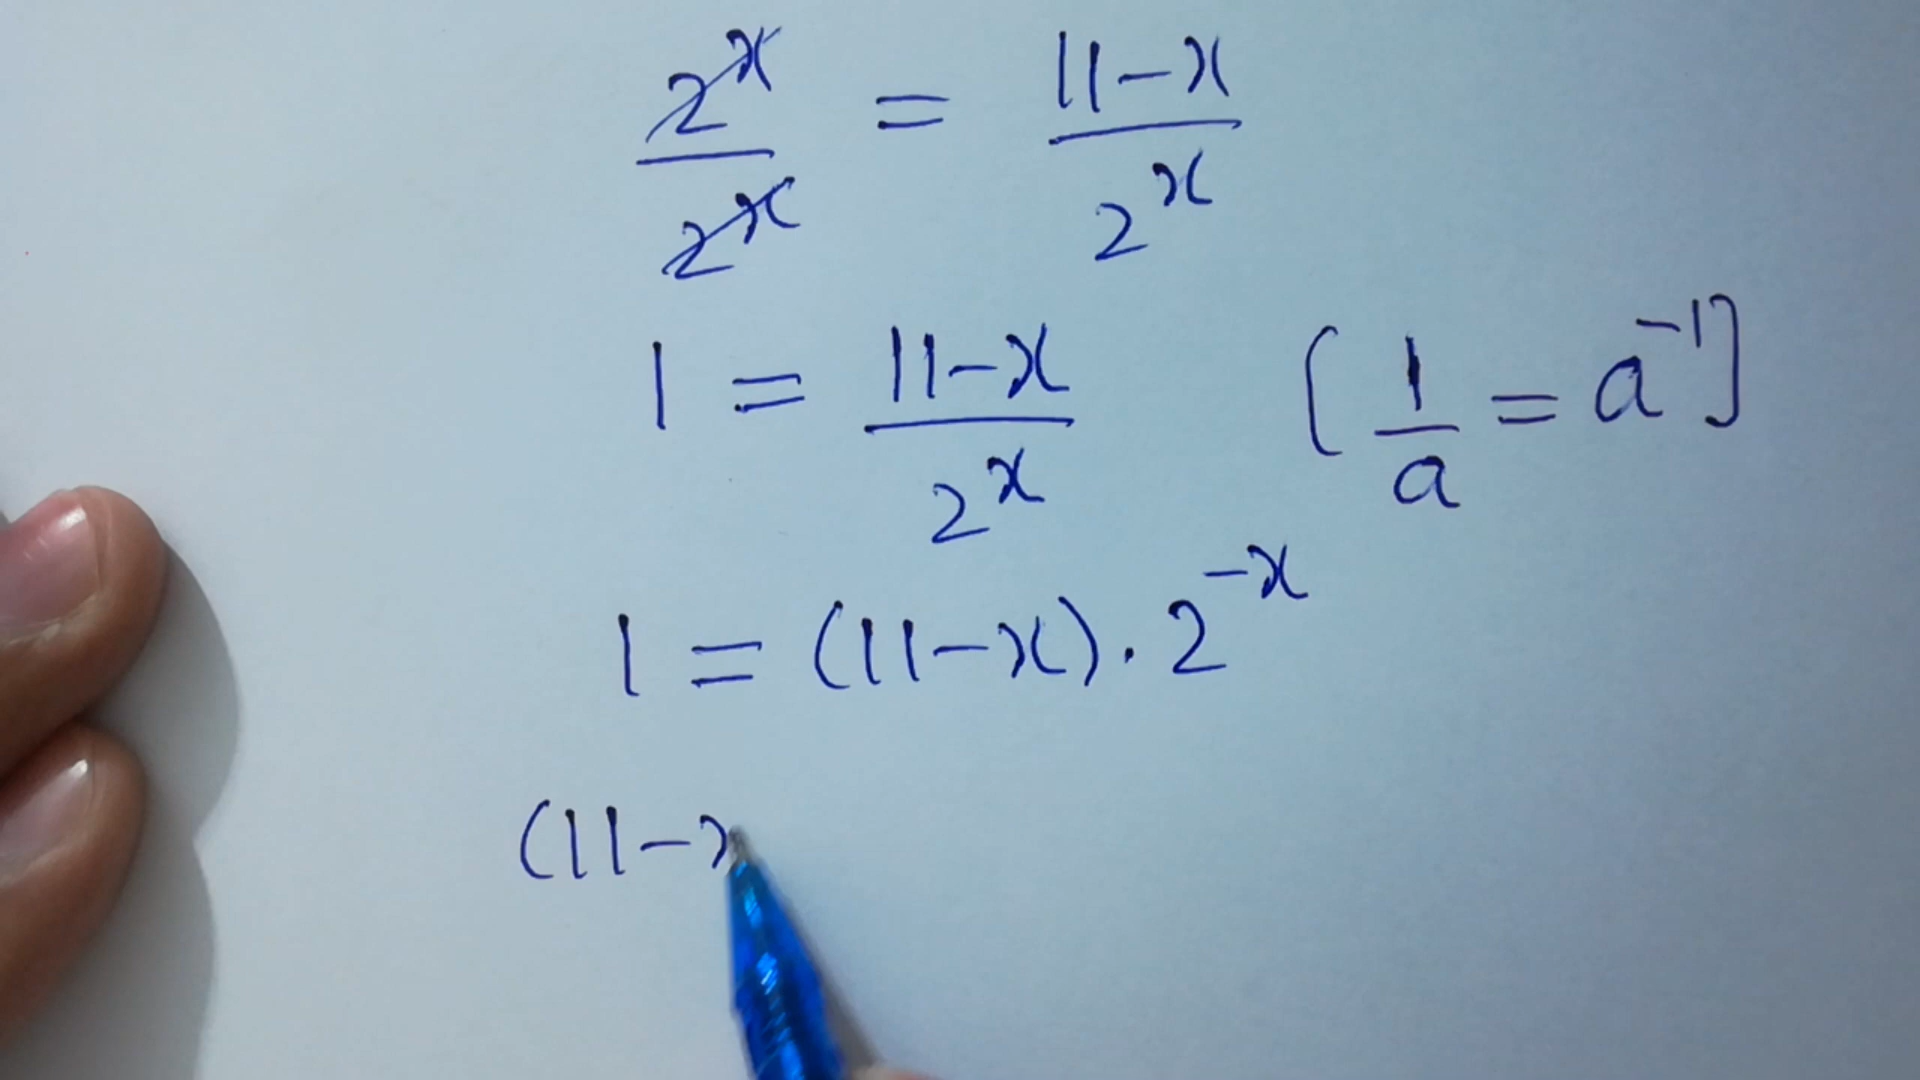 2^x / 2^x = 11-x / 2^x
1 = 11-x / 2^x [1/a = a^-1]
1 = (11-x) · 2^-x
(11-x